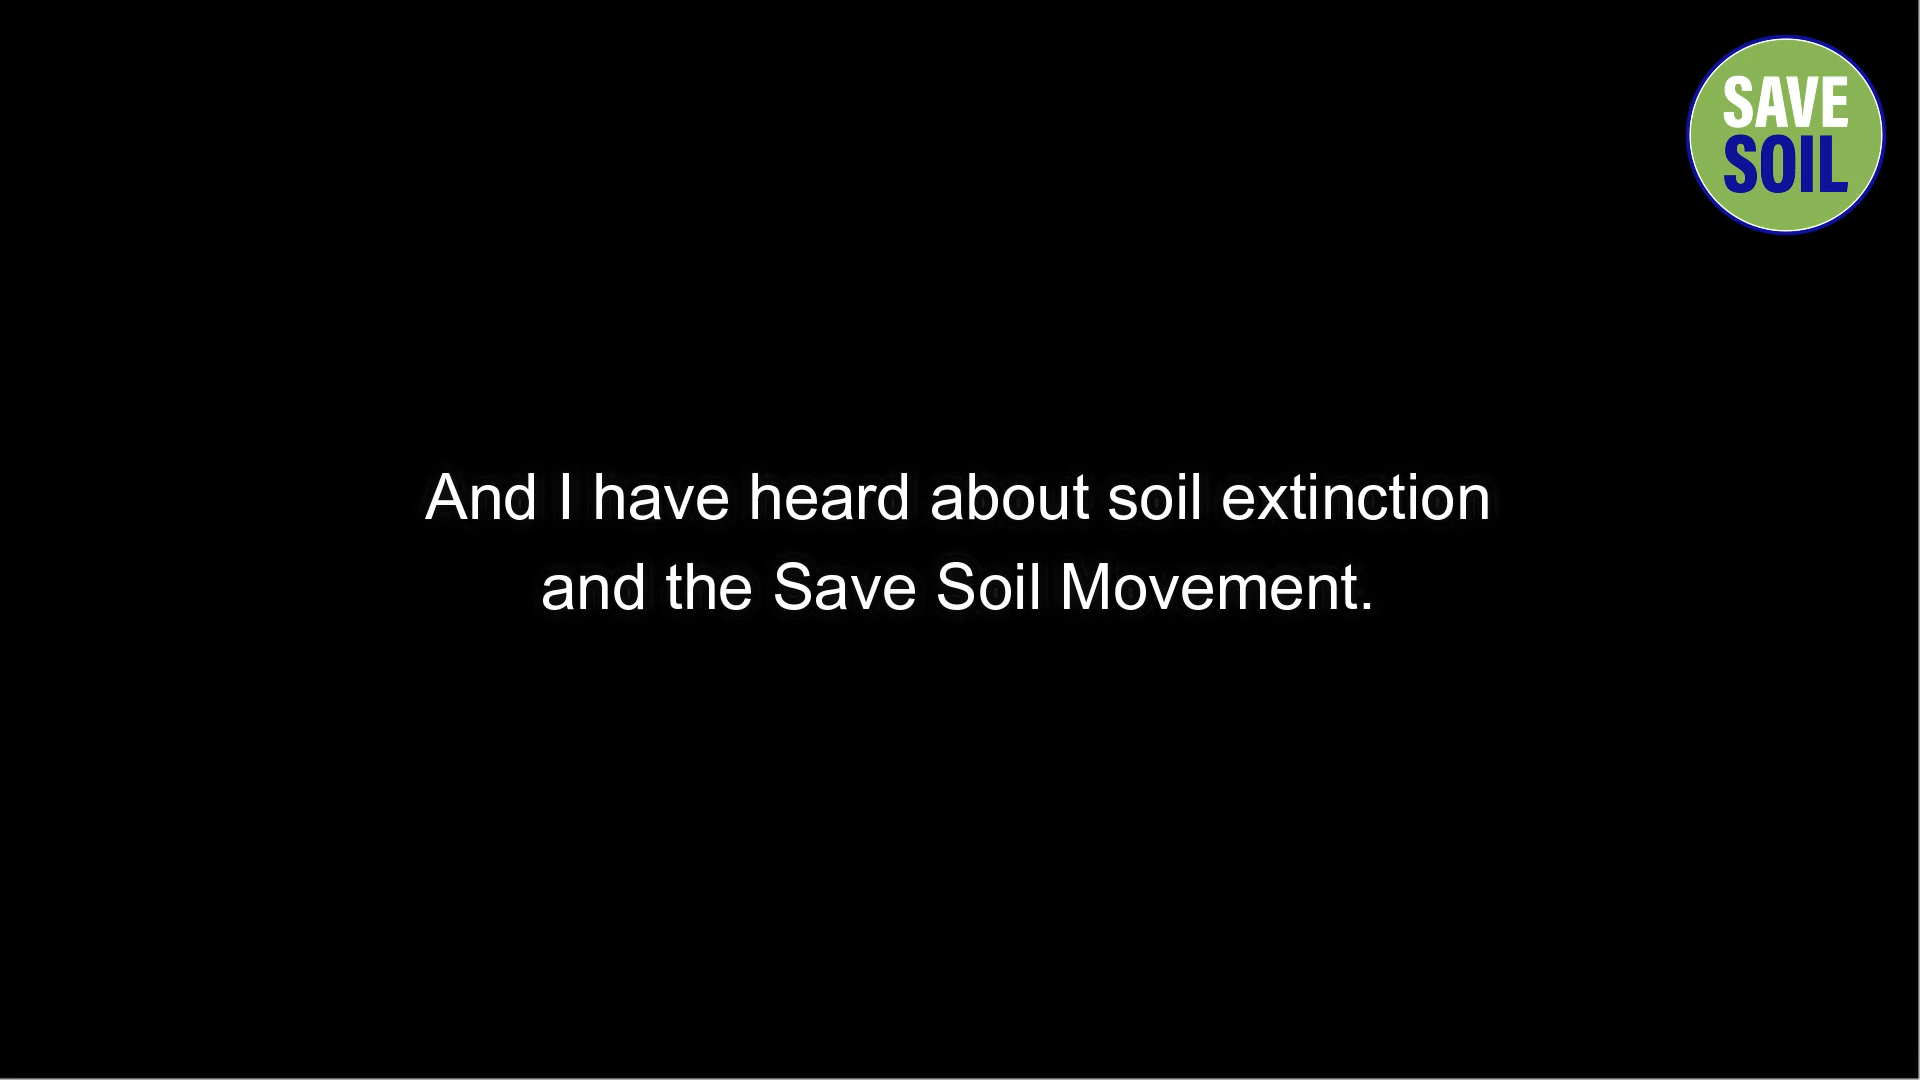 SAVE
SOIL
And I have heard about soil extinction
and the Save Soil Movement.